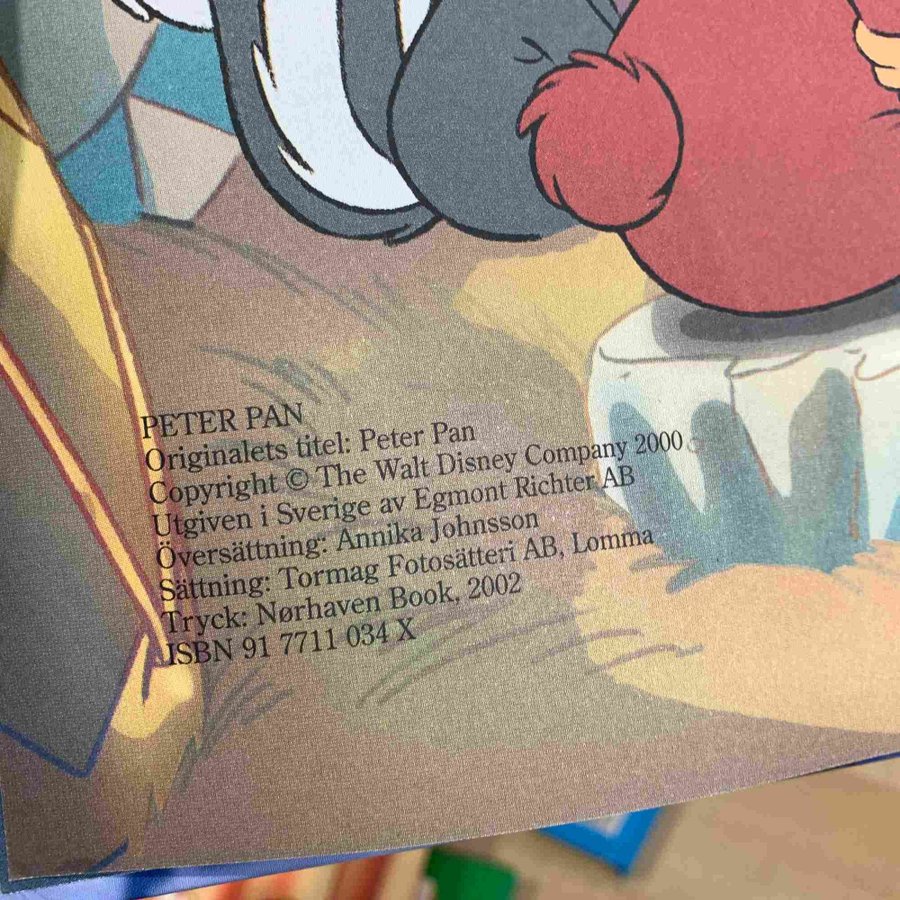 PETER PAN
Originalets titel: Peter Pan
Copyright © The Walt Disney Company 2000
Utgiven i Sverige av Egmont Richter AB
Översättning: Annika Johnsson
Sättning: Tormag Fotosätteri AB, Lomma
Tryck: Nørhaven Book, 2002
ISBN 91 7711 034 X